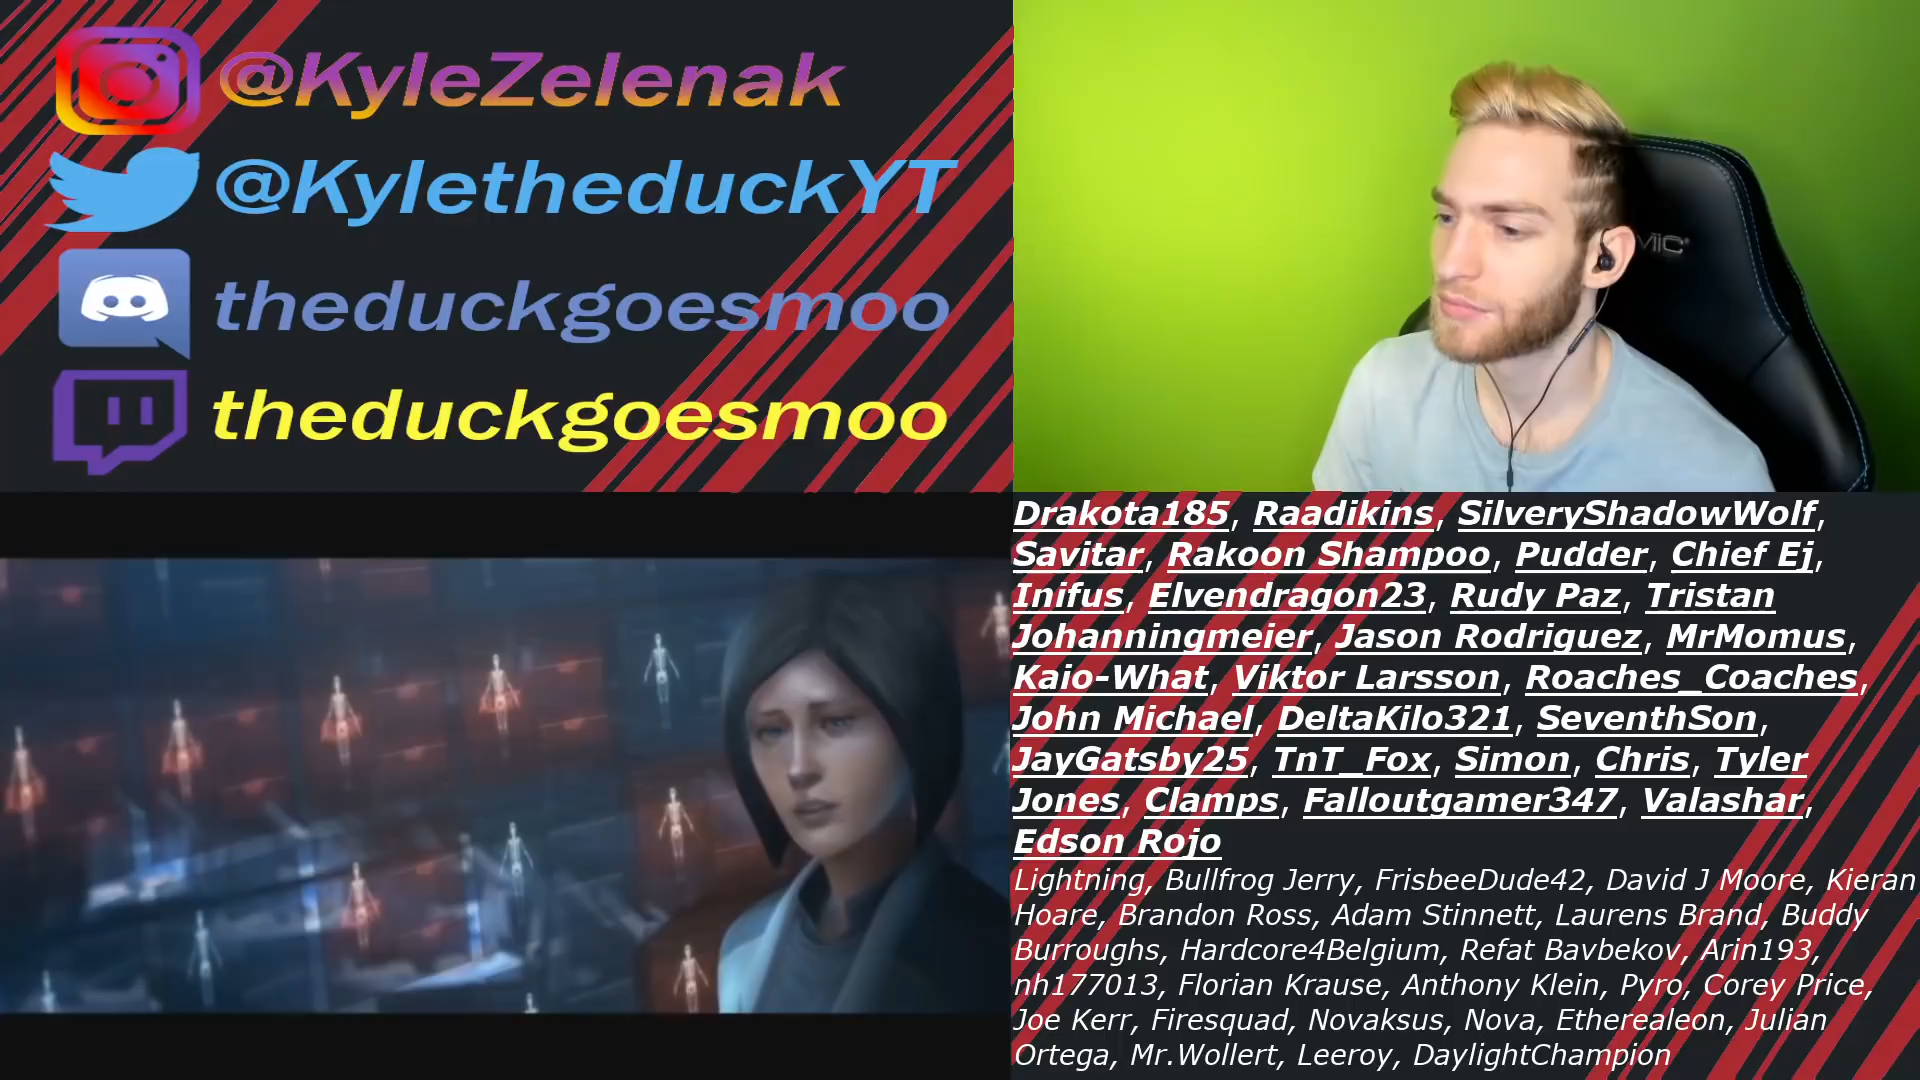 @KyleZelenak
@KyletheduckYT
theduckgoesmoo
theduckgoesmoo
Drakota185, Raadikins, SilveryShadowWolf,
Savitar, Rakoon Shampoo, Pudder, Chief Ej,
Inifus, Elvendragon23, Rudy Paz, Tristan
Johanningmeier, Jason Rodriguez, MrMomus,
Kaio-What, Viktor Larsson, Roaches_Coaches,
John Michael, DeltaKilo321, SeventhSon,
JayGatsby25, TnT_Fox, Simon, Chris, Tyler
Jones, Clamps, Falloutgamer347, Valashar,
Edson Rojo
Lightning, Bullfrog Jerry, FrisbeeDude42, David J Moore, Kieran
Hoare, Brandon Ross, Adam Stinnett, Laurens Brand, Buddy
Burroughs, Hardcore4Belgium, Refat Bavbekov, Arin193,
nh177013, Florian Krause, Anthony Klein, Pyro, Corey Price,
Joe Kerr, Firesquad, Novaksus, Nova, Etherealeon, Julian
Ortega, Mr.Wollert, Leeroy, DaylightChampion